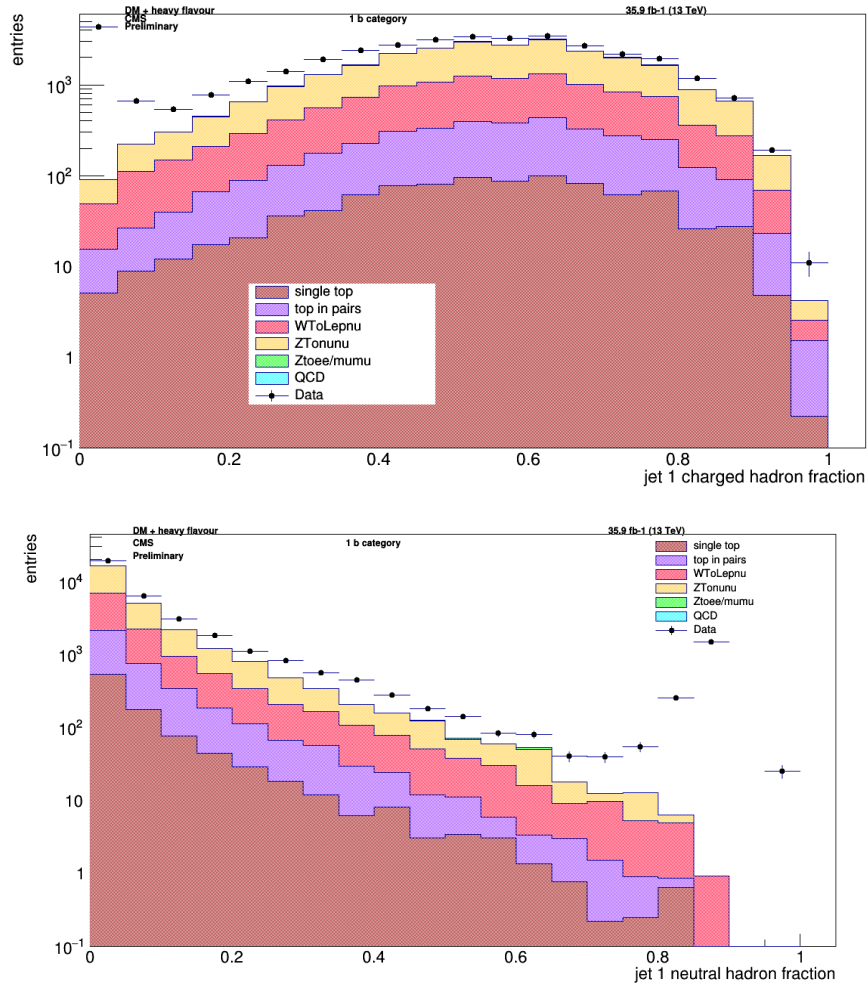 DM + heavy flavour
CMS
Preliminary
1 b category
35.9 fb-1 (13 TeV)
entries
10³
10²
10
1
10⁻¹
single top
top in pairs
WToLepnu
ZTonunu
Ztoee/mumu
QCD
Data
0 0.2 0.4 0.6 0.8 1
jet 1 charged hadron fraction
DM + heavy flavour
CMS
Preliminary
1 b category
35.9 fb-1 (13 TeV)
entries
single top
top in pairs
WToLepnu
ZTonunu
Ztoee/mumu
QCD
Data
10⁴
10³
10²
10
1
10⁻¹
0 0.2 0.4 0.6 0.8 1
jet 1 neutral hadron fraction